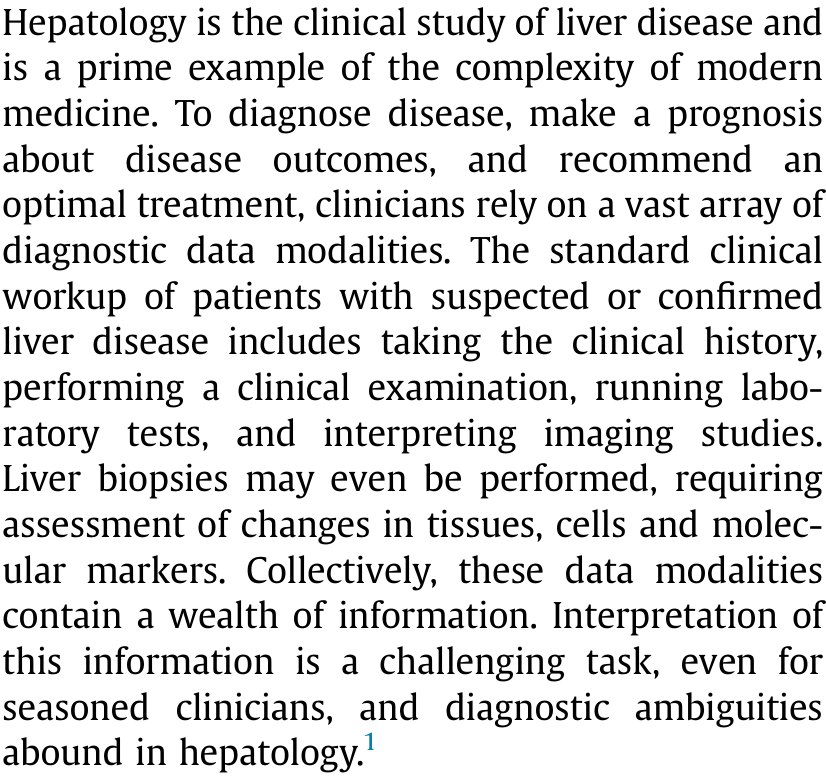 Hepatology is the clinical study of liver disease and
is a prime example of the complexity of modern
medicine. To diagnose disease, make a prognosis
about disease outcomes, and recommend an
optimal treatment, clinicians rely on a vast array of
diagnostic data modalities. The standard clinical
workup of patients with suspected or confirmed
liver disease includes taking the clinical history,
performing a clinical examination, running labo-
ratory tests, and interpreting imaging studies.
Liver biopsies may even be performed, requiring
assessment of changes in tissues, cells and molec-
ular markers. Collectively, these data modalities
contain a wealth of information. Interpretation of
this information is a challenging task, even for
seasoned clinicians, and diagnostic ambiguities
abound in hepatology.1